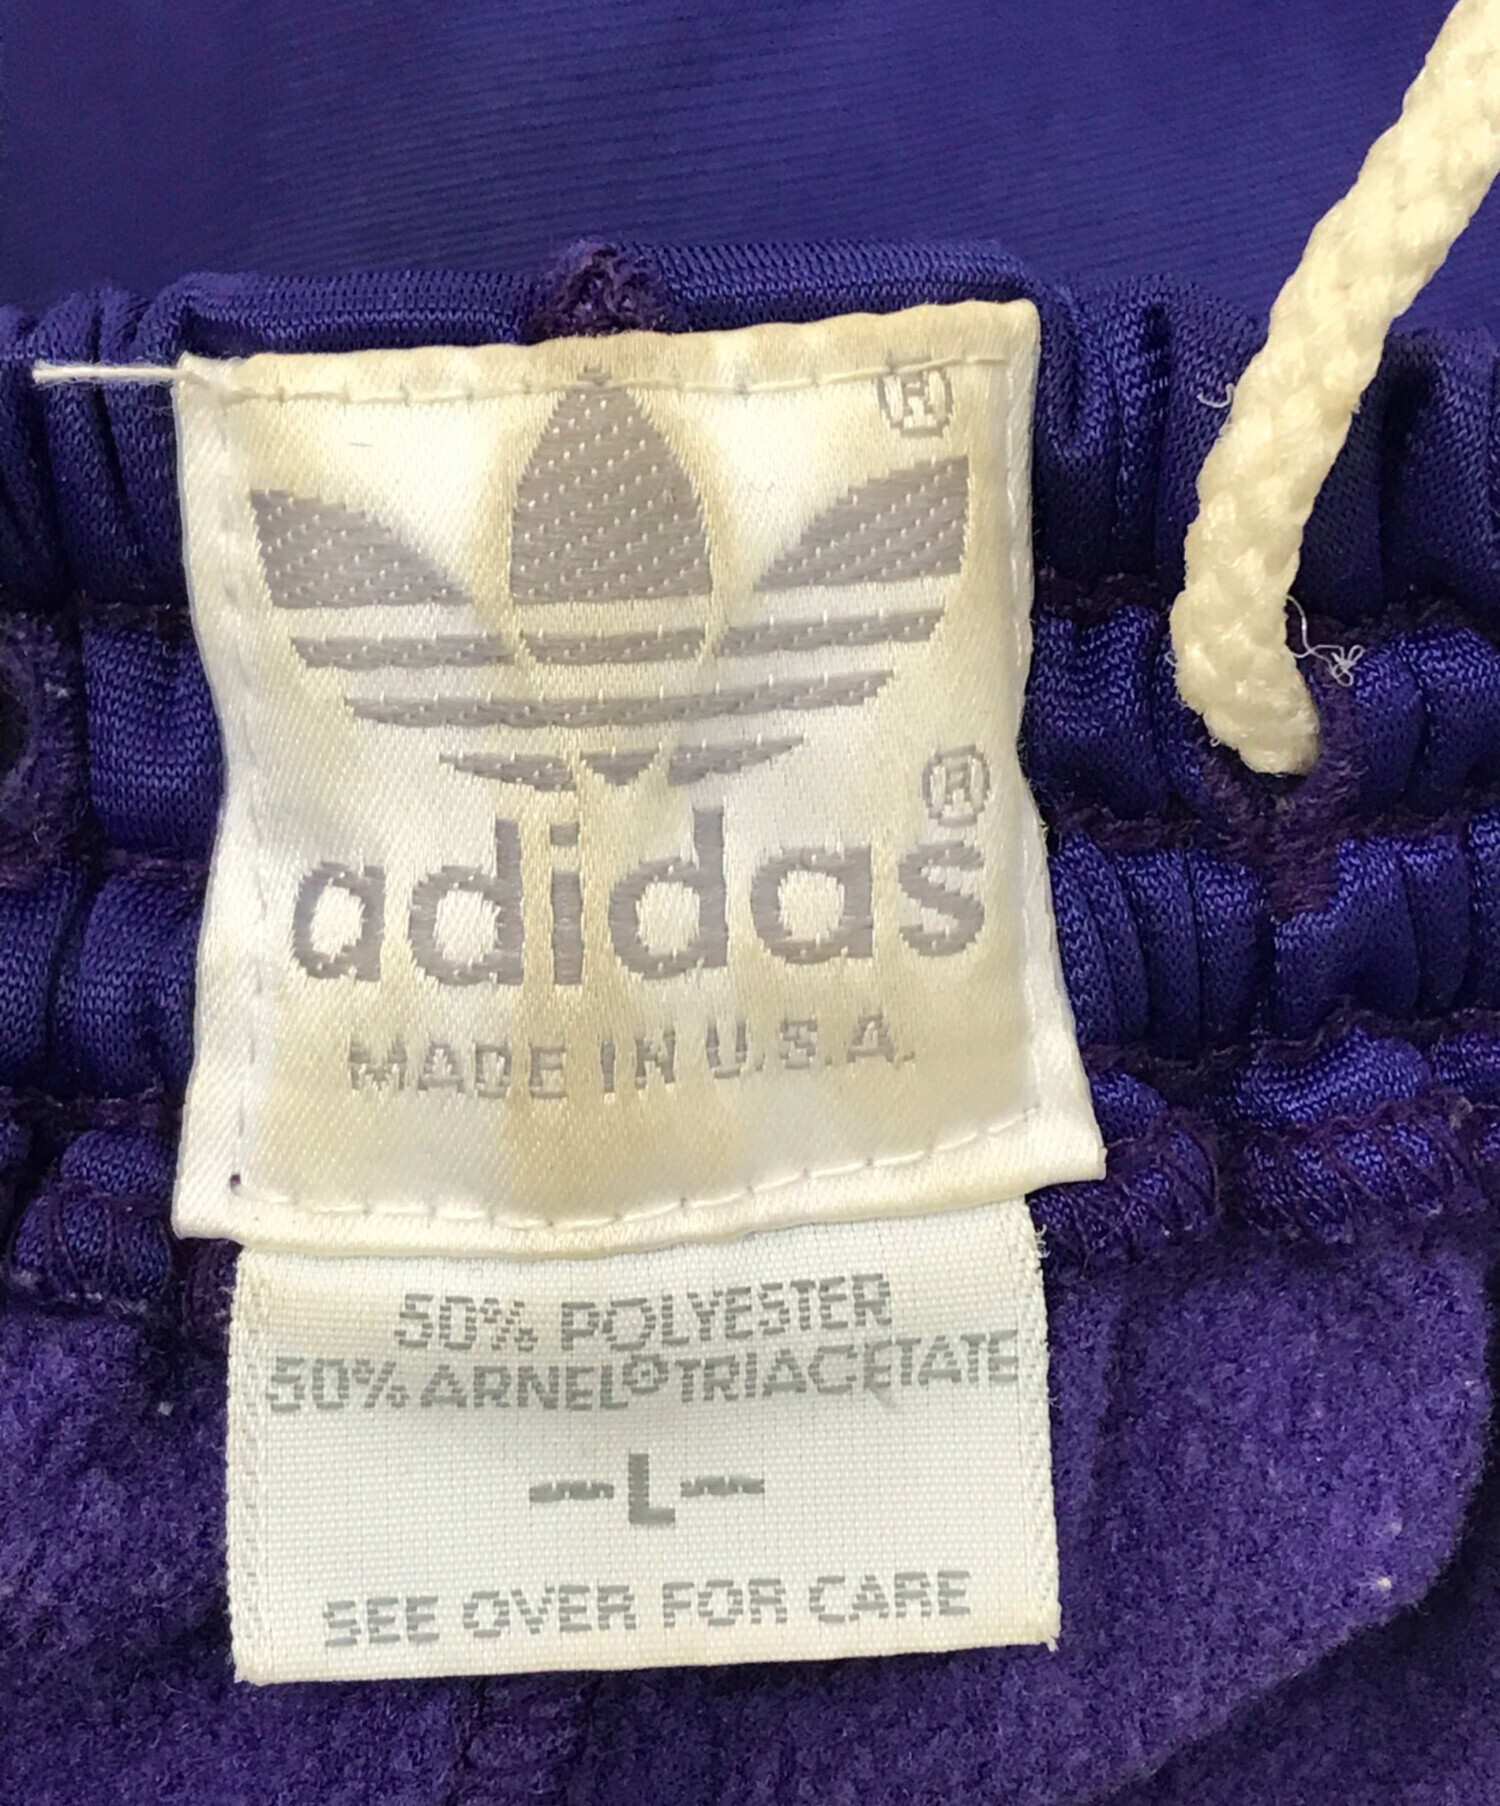 ®
adidas®
MADE IN U.S.A.
50% POLYESTER
50% ARNEL® TRIACETATE
-L-
SEE OVER FOR CARE